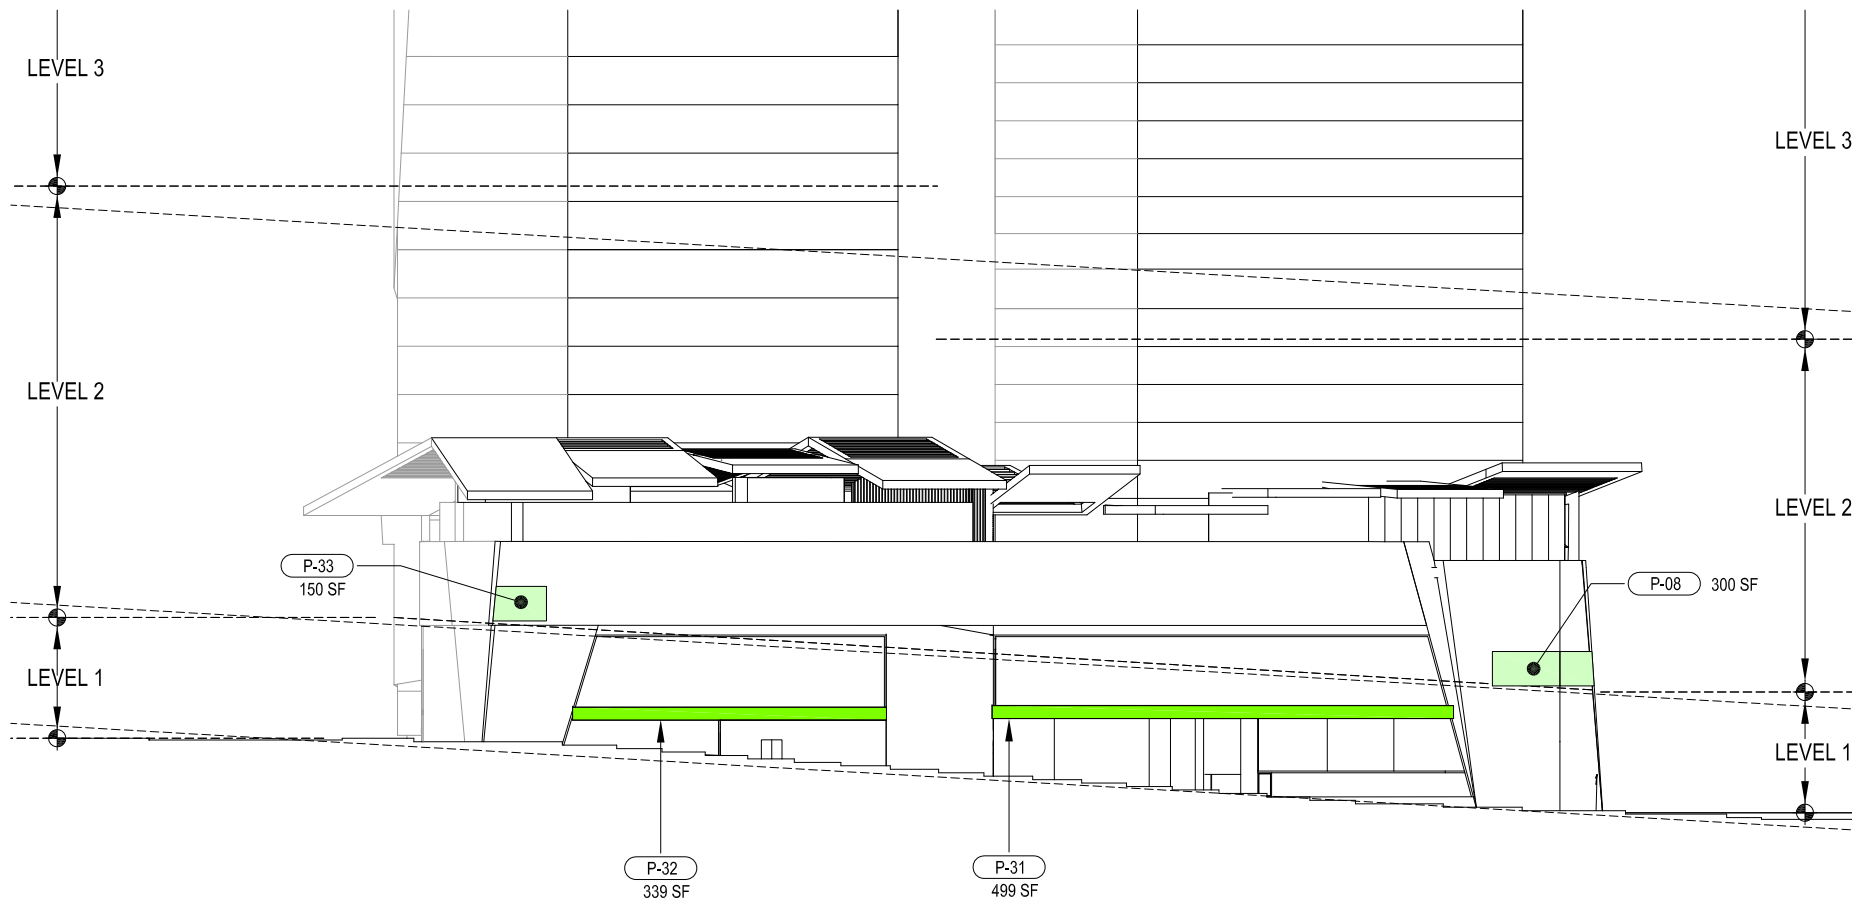 LEVEL 3
LEVEL 3
LEVEL 2
LEVEL 2
P-33
150 SF
P-08 300 SF
LEVEL 1
LEVEL 1
P-32
339 SF
P-31
499 SF